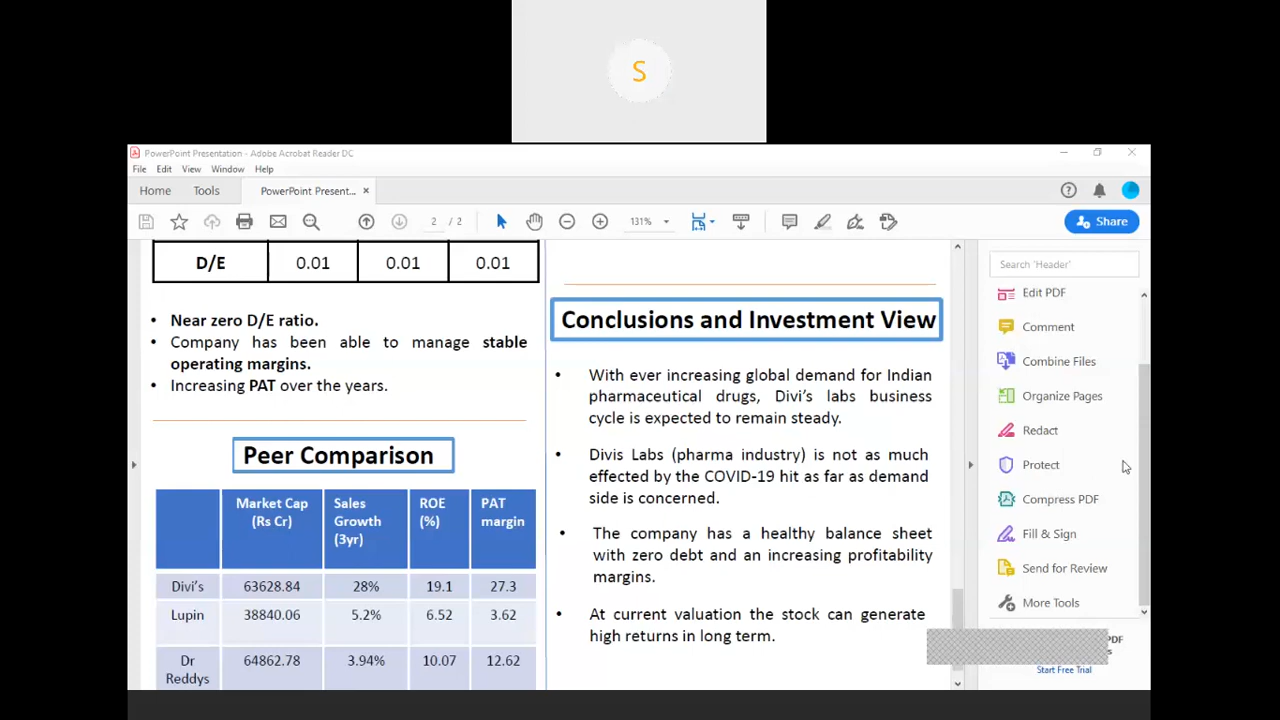 S
PowerPoint Presentation - Adobe Acrobat Reader DC
File Edit View Window Help
Home Tools PowerPoint Present... ×
2 / 2 131% Share
D/E 0.01 0.01 0.01
• Near zero D/E ratio.
• Company has been able to manage stable
operating margins.
• Increasing PAT over the years.
Peer Comparison
Market Cap (Rs Cr) Sales Growth (3yr) ROE (%) PAT margin
Divi's 63628.84 28% 19.1 27.3
Lupin 38840.06 5.2% 6.52 3.62
Dr Reddys 64862.78 3.94% 10.07 12.62
Conclusions and Investment View
• With ever increasing global demand for Indian
pharmaceutical drugs, Divi's labs business
cycle is expected to remain steady.
• Divis Labs (pharma industry) is not as much
effected by the COVID-19 hit as far as demand
side is concerned.
• The company has a healthy balance sheet
with zero debt and an increasing profitability
margins.
• At current valuation the stock can generate
high returns in long term.
Search 'Header'
Edit PDF
Comment
Combine Files
Organize Pages
Redact
Protect
Compress PDF
Fill & Sign
Send for Review
More Tools
Start Free Trial